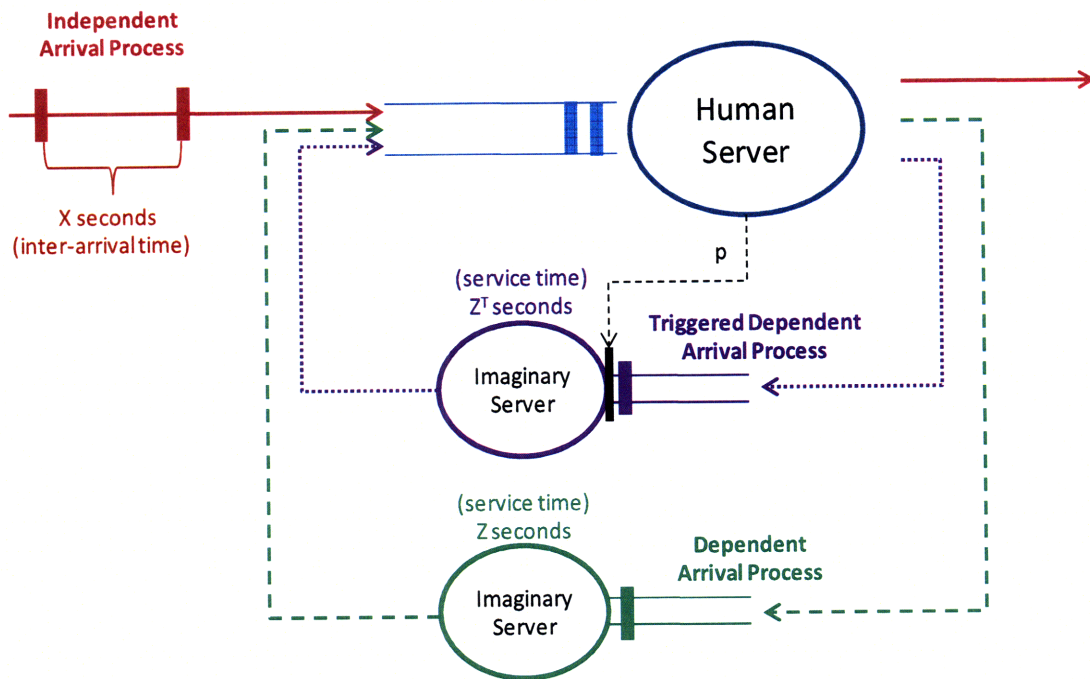 Independent
Arrival Process
X seconds
(inter-arrival time)
Human
Server
p
(service time)
Zᵀ seconds
Triggered Dependent
Arrival Process
Imaginary
Server
(service time)
Z seconds
Dependent
Arrival Process
Imaginary
Server